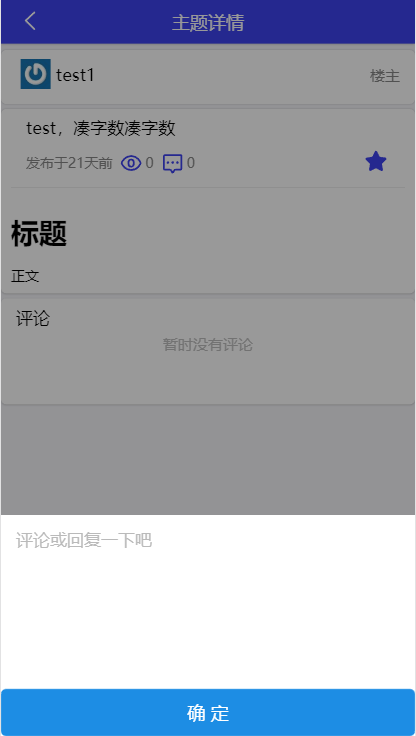 主题详情
test1 楼主
test，凑字数凑字数
发布于21天前 0 0
标题
正文
评论
暂时没有评论
评论或回复一下吧
确 定